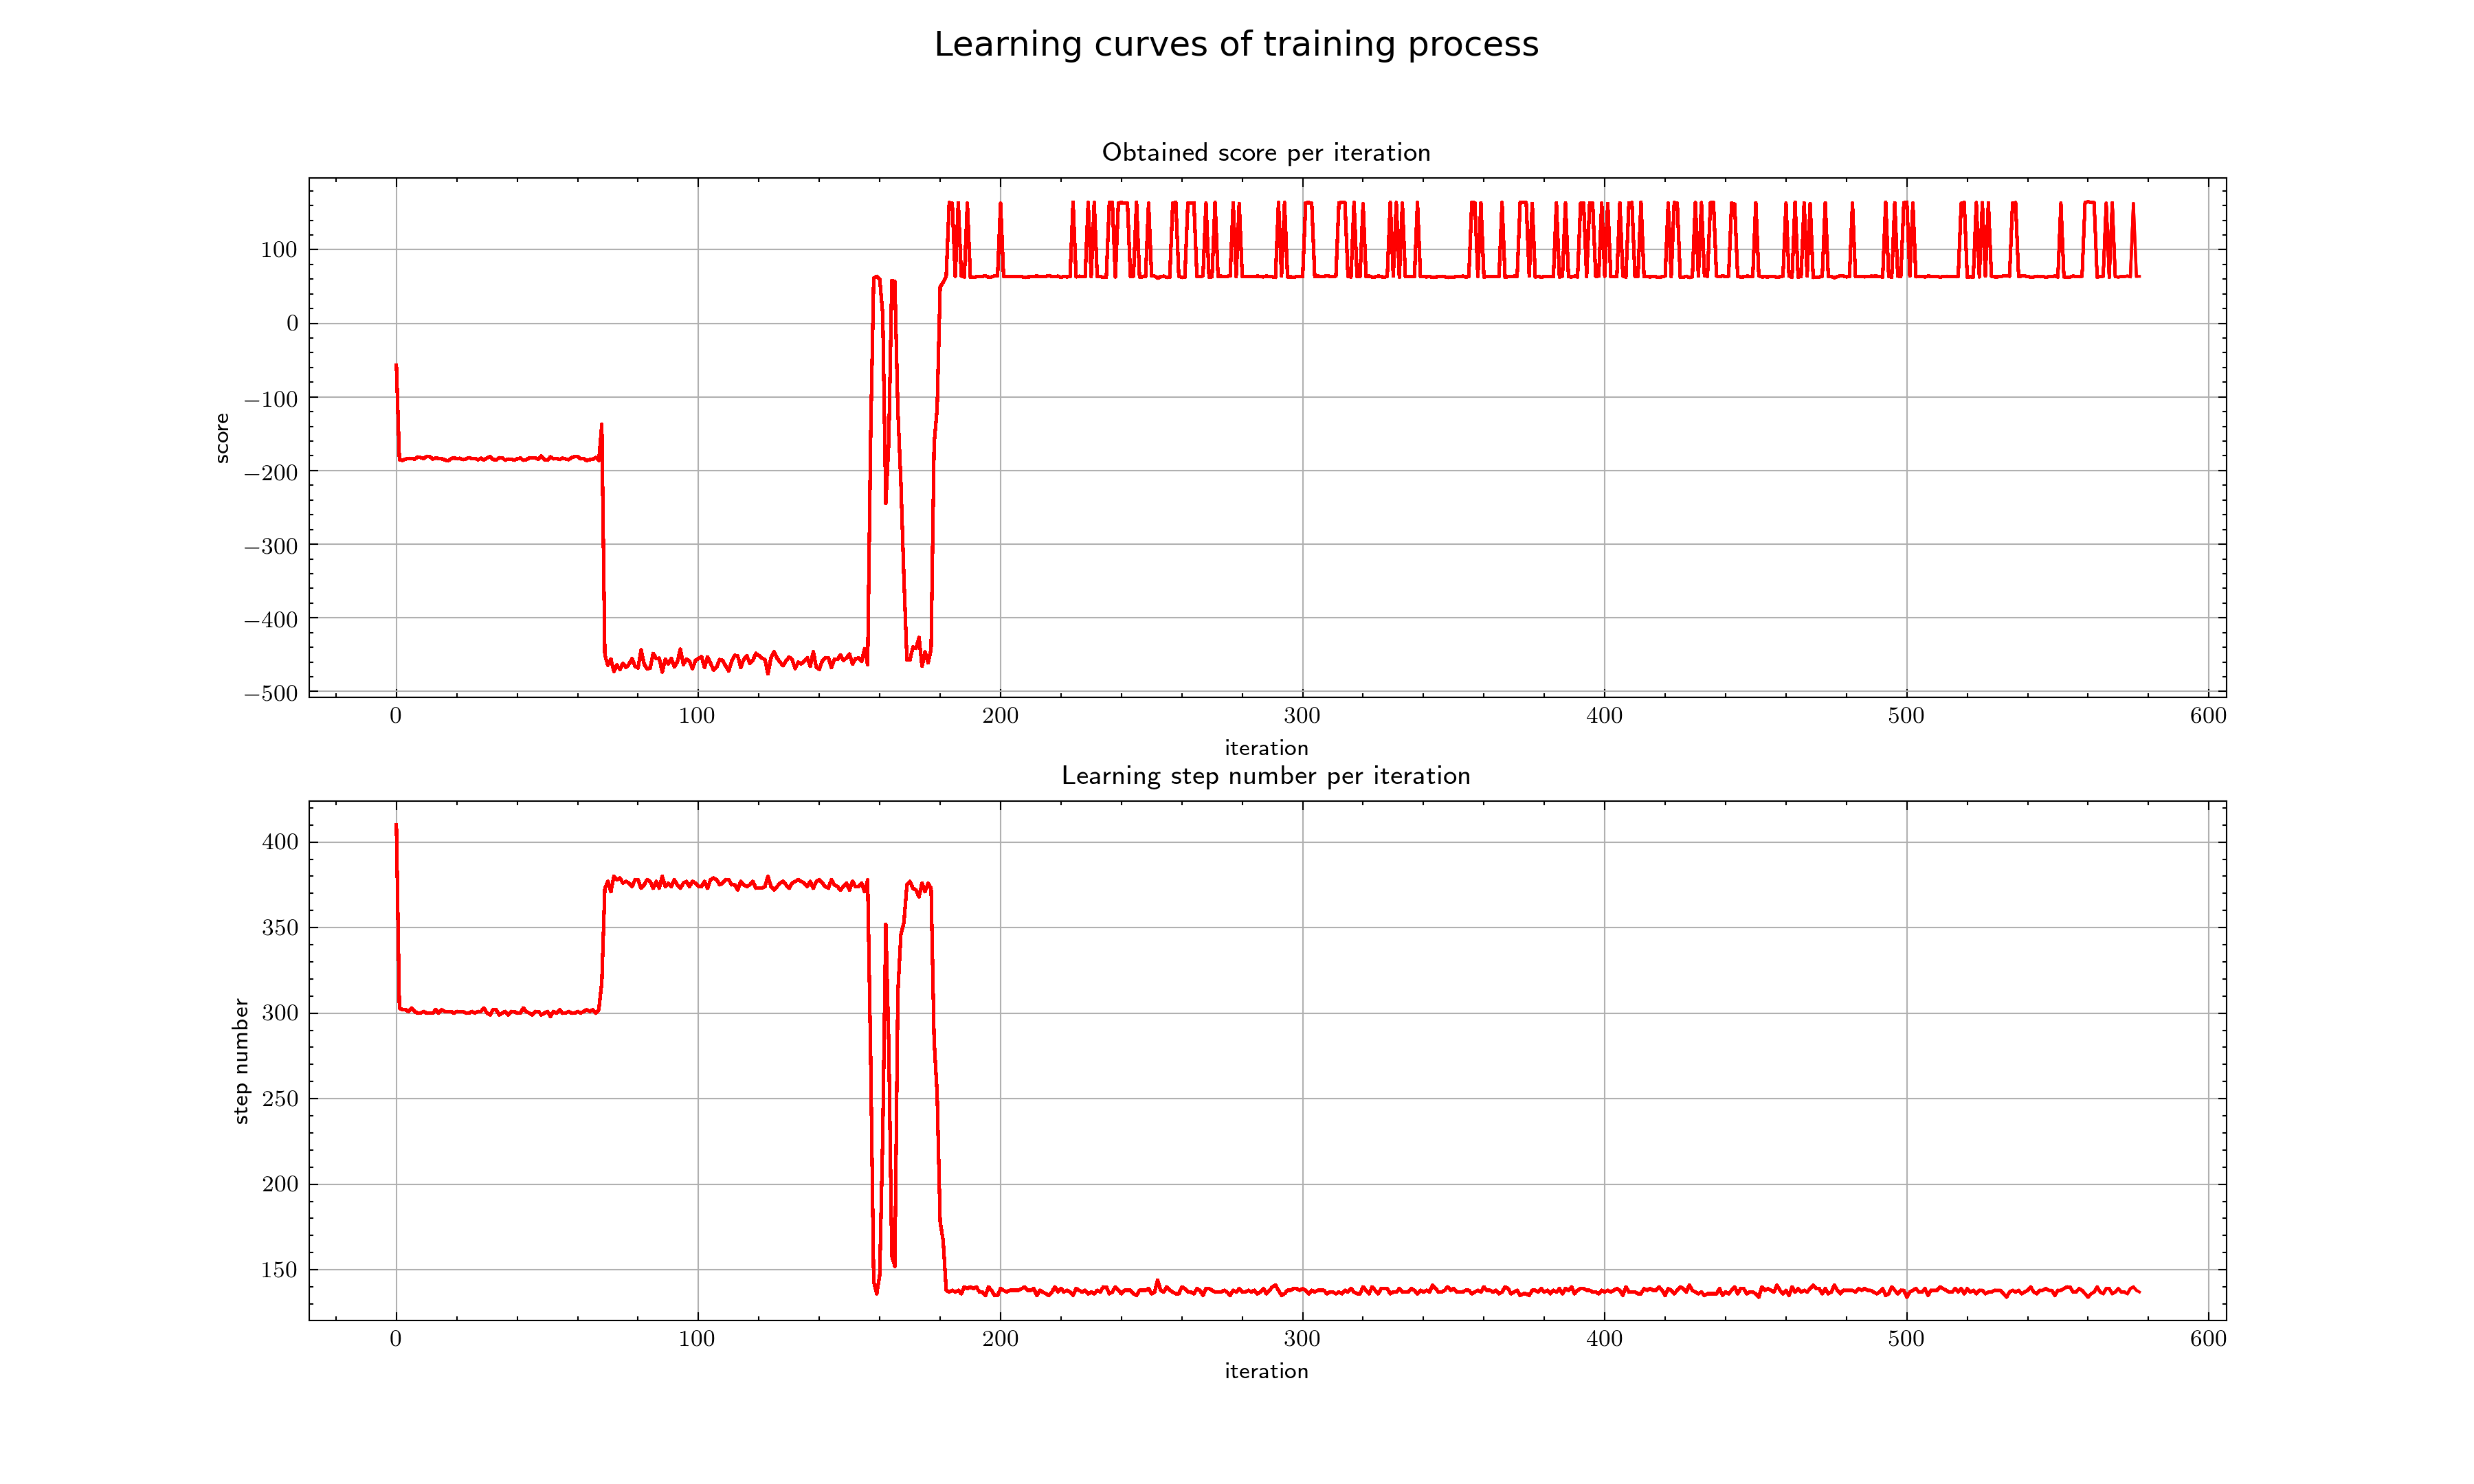 Learning curves of training process
Obtained score per iteration
100
0
−100
−200
−300
−400
−500
score
0 100 200 300 400 500 600
iteration
Learning step number per iteration
400
350
300
250
200
150
step number
0 100 200 300 400 500 600
iteration